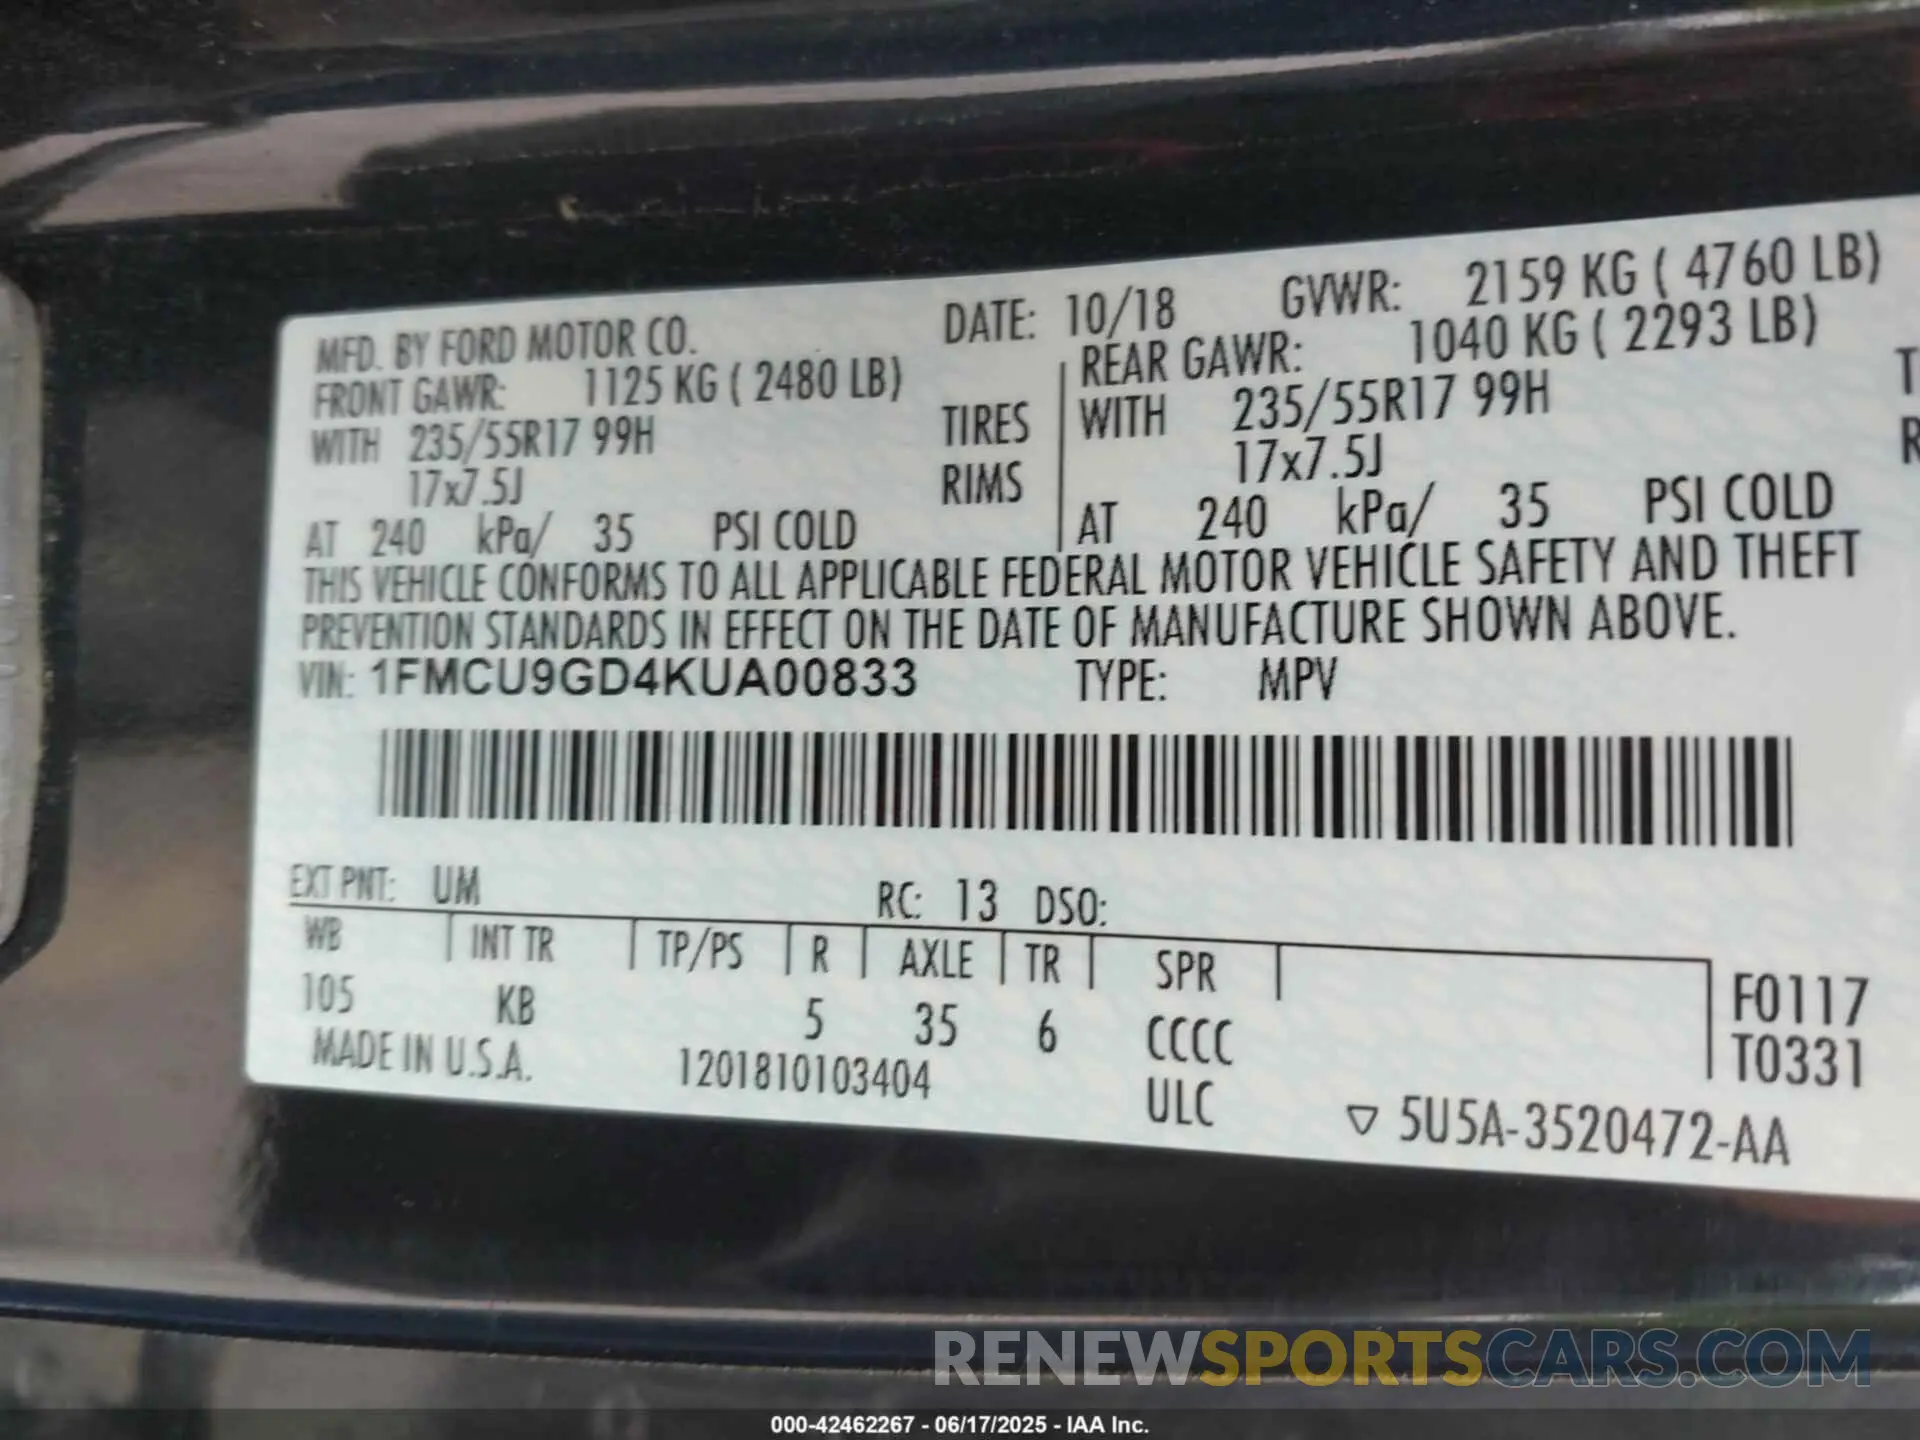 MFD. BY FORD MOTOR CO. DATE: 10/18 GVWR: 2159 KG ( 4760 LB)
FRONT GAWR: 1125 KG ( 2480 LB) REAR GAWR: 1040 KG ( 2293 LB)
WITH 235/55R17 99H TIRES WITH 235/55R17 99H T
17x7.5J RIMS 17x7.5J R
AT 240 kPa/ 35 PSI COLD AT 240 kPa/ 35 PSI COLD
THIS VEHICLE CONFORMS TO ALL APPLICABLE FEDERAL MOTOR VEHICLE SAFETY AND THEFT
PREVENTION STANDARDS IN EFFECT ON THE DATE OF MANUFACTURE SHOWN ABOVE.
VIN: 1FMCU9GD4KUA00833 TYPE: MPV
EXT PNT: UM RC: 13 DSO:
WB INT TR TP/PS R AXLE TR SPR F0117
105 KB 5 35 6 CCCC T0331
MADE IN U.S.A. 1201810103404 ULC ▽ 5U5A-3520472-AA
RENEWSPORTSCARS.COM
000-42462267 - 06/17/2025 - IAA Inc.